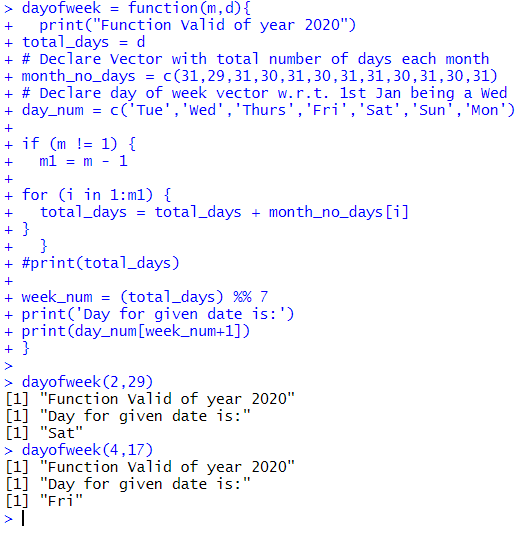 > dayofweek = function(m,d){
+   print("Function Valid of year 2020")
+ total_days = d
+ # Declare Vector with total number of days each month
+ month_no_days = c(31,29,31,30,31,30,31,31,30,31,30,31)
+ # Declare day of week vector w.r.t. 1st Jan being a Wed
+ day_num = c('Tue','Wed','Thurs','Fri','Sat','Sun','Mon')
+
+ if (m != 1) {
+   m1 = m - 1
+
+ for (i in 1:m1) {
+   total_days = total_days + month_no_days[i]
+ }
+   }
+ #print(total_days)
+
+ week_num = (total_days) %% 7
+ print('Day for given date is:')
+ print(day_num[week_num+1])
+ }
>
> dayofweek(2,29)
[1] "Function Valid of year 2020"
[1] "Day for given date is:"
[1] "Sat"
> dayofweek(4,17)
[1] "Function Valid of year 2020"
[1] "Day for given date is:"
[1] "Fri"
>